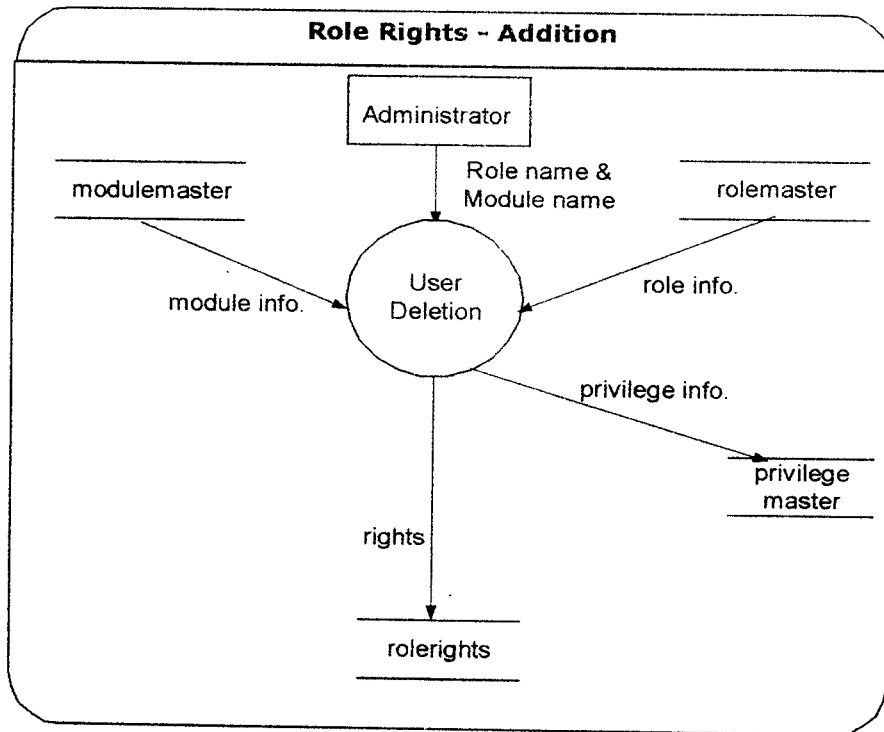 Role Rights - Addition
Administrator
Role name &
Module name
modulemaster
rolemaster
User
Deletion
module info.
role info.
privilege info.
privilege
master
rights
rolerights